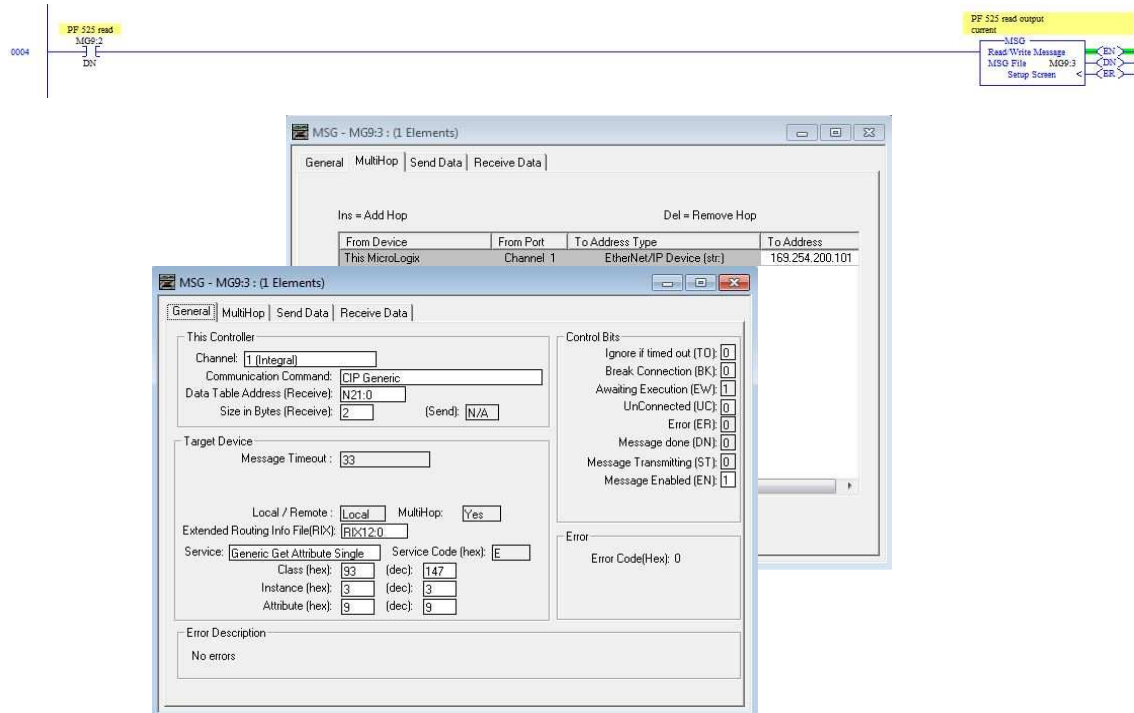 PF 525 read
MG9:2
0004
DN
PF 525 read output
current
MSG
Read/Write Message
MSG File MG9:3
Setup Screen <
EN
DN
ER
MSG - MG9:3 : (1 Elements)
General MultiHop Send Data Receive Data
Ins = Add Hop Del = Remove Hop
From Device From Port To Address Type To Address
This MicroLogix Channel 1 EtherNet/IP Device (str:) 169.254.200.101
MSG - MG9:3 : (1 Elements)
General MultiHop Send Data Receive Data
This Controller
Channel: 1 (Integral)
Communication Command: CIP Generic
Data Table Address (Receive): N21:0
Size in Bytes (Receive): 2 (Send): N/A
Target Device
Message Timeout : 33
Local / Remote : Local MultiHop: Yes
Extended Routing Info File(RIX): RIX12:0
Service: Generic Get Attribute Single Service Code (hex): E
Class (hex): 93 (dec): 147
Instance (hex): 3 (dec): 3
Attribute (hex): 9 (dec): 9
Control Bits
Ignore if timed out (TO): 0
Break Connection (BK): 0
Awaiting Execution (EW): 1
UnConnected (UC): 0
Error (ER): 0
Message done (DN): 0
Message Transmitting (ST): 0
Message Enabled (EN): 1
Error
Error Code(Hex): 0
Error Description
No errors